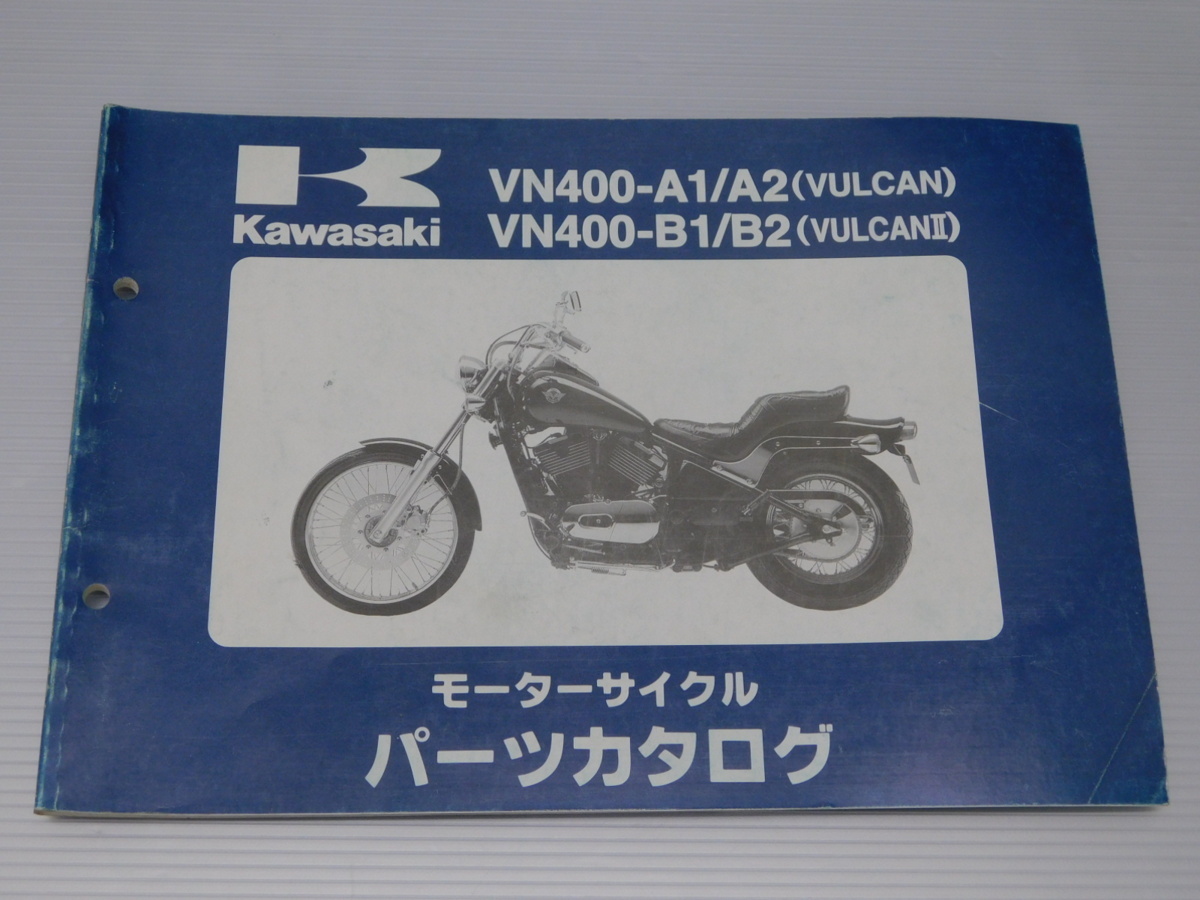 Kawasaki
VN400-A1/A2(VULCAN)
VN400-B1/B2(VULCANⅡ)
モーターサイクル
パーツカタログ